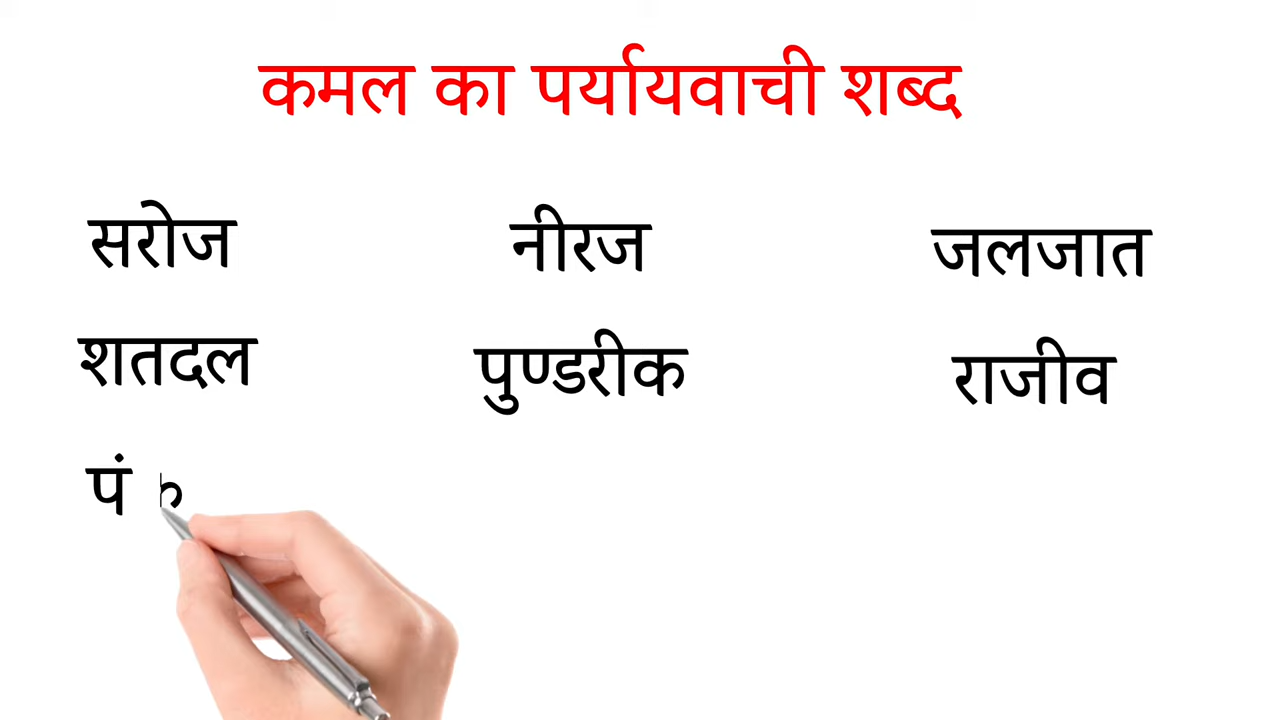 कमल का पर्यायवाची शब्द
सरोज नीरज जलजात
शतदल पुण्डरीक राजीव
पं